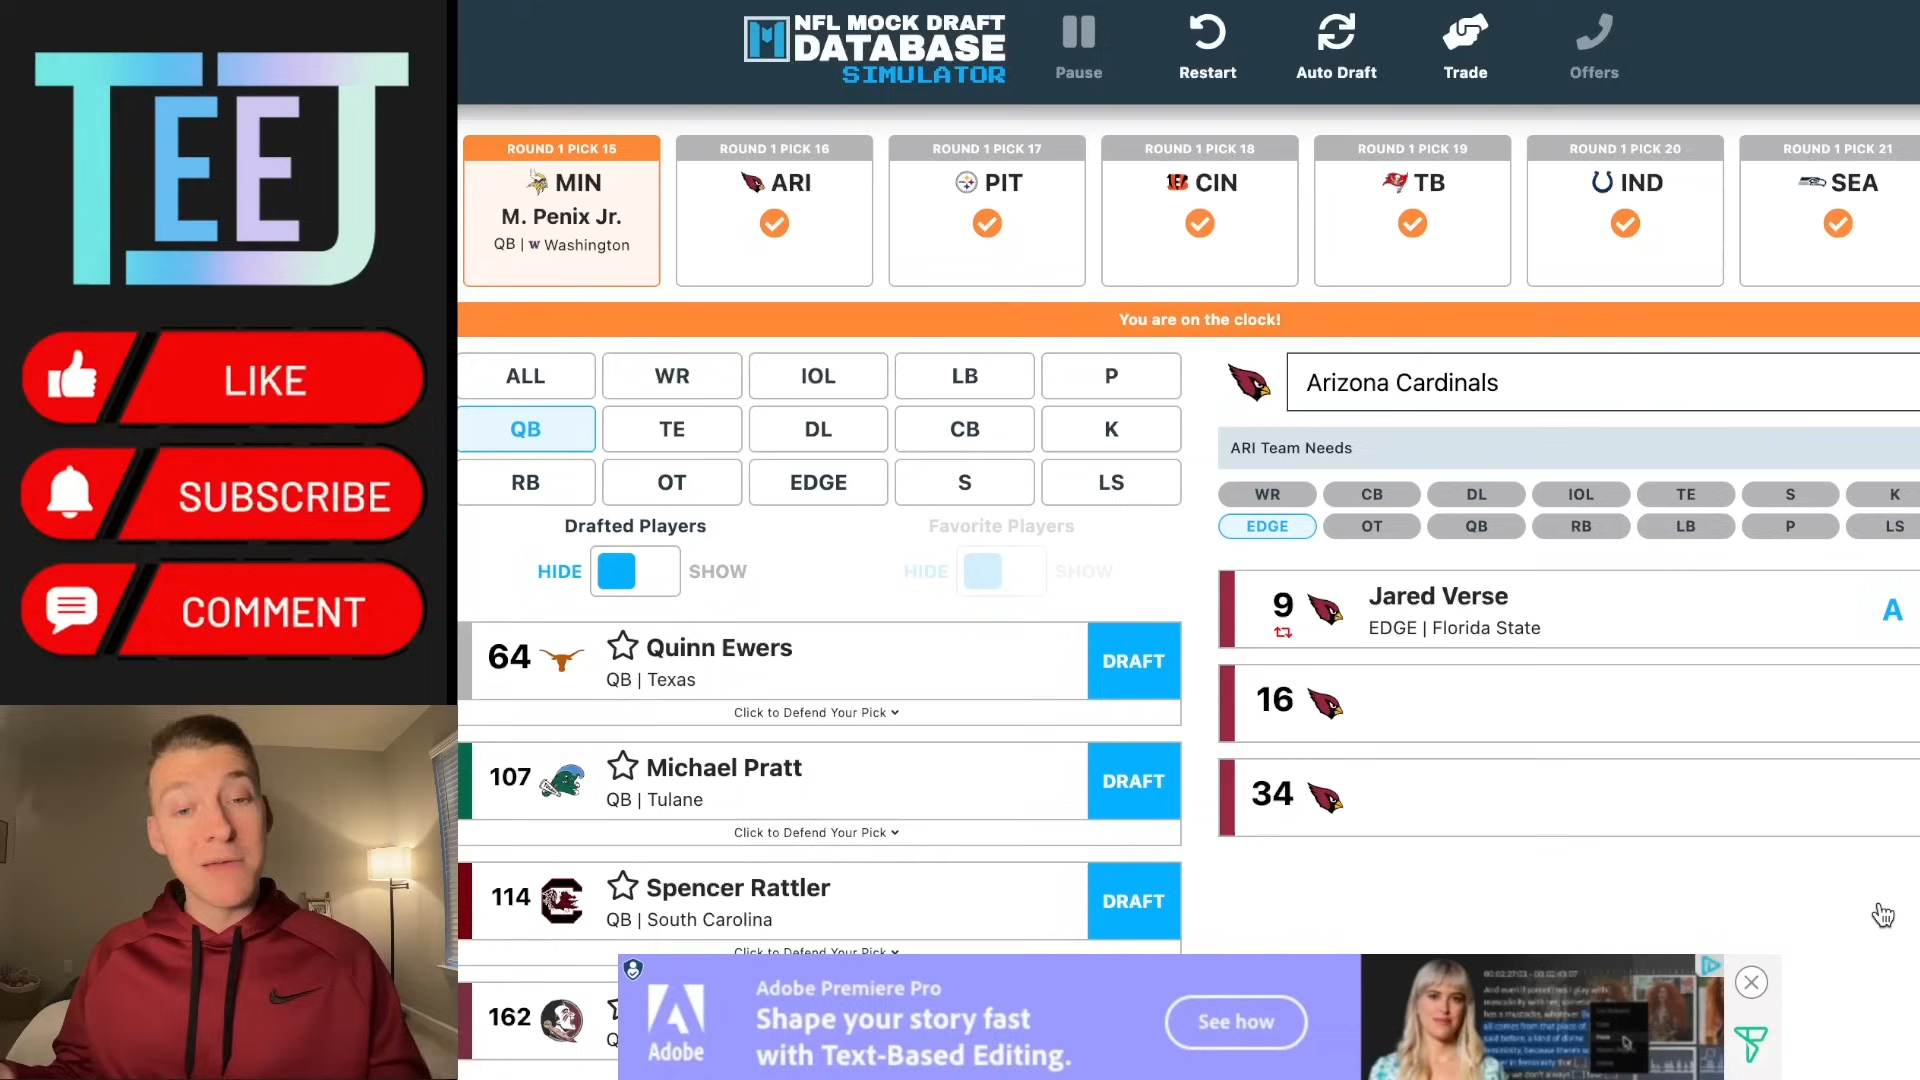 TEEJ
LIKE
SUBSCRIBE
COMMENT
NFL MOCK DRAFT
DATABASE
SIMULATOR
Pause
Restart
Auto Draft
Trade
Offers
ROUND 1 PICK 15
MIN
M. Penix Jr.
QB | W Washington
ROUND 1 PICK 16
ARI
ROUND 1 PICK 17
PIT
ROUND 1 PICK 18
CIN
ROUND 1 PICK 19
TB
ROUND 1 PICK 20
IND
ROUND 1 PICK 21
SEA
You are on the clock!
ALL
WR
IOL
LB
P
QB
TE
DL
CB
K
RB
OT
EDGE
S
LS
Drafted Players
HIDE
SHOW
Favorite Players
HIDE
SHOW
64
Quinn Ewers
QB | Texas
DRAFT
Click to Defend Your Pick
107
Michael Pratt
QB | Tulane
DRAFT
Click to Defend Your Pick
114
Spencer Rattler
QB | South Carolina
DRAFT
Click to Defend Your Pick
162
Arizona Cardinals
ARI Team Needs
WR
CB
DL
IOL
TE
S
K
EDGE
OT
QB
RB
LB
P
LS
9
Jared Verse
EDGE | Florida State
A
16
34
Adobe
Adobe Premiere Pro
Shape your story fast
with Text-Based Editing.
See how